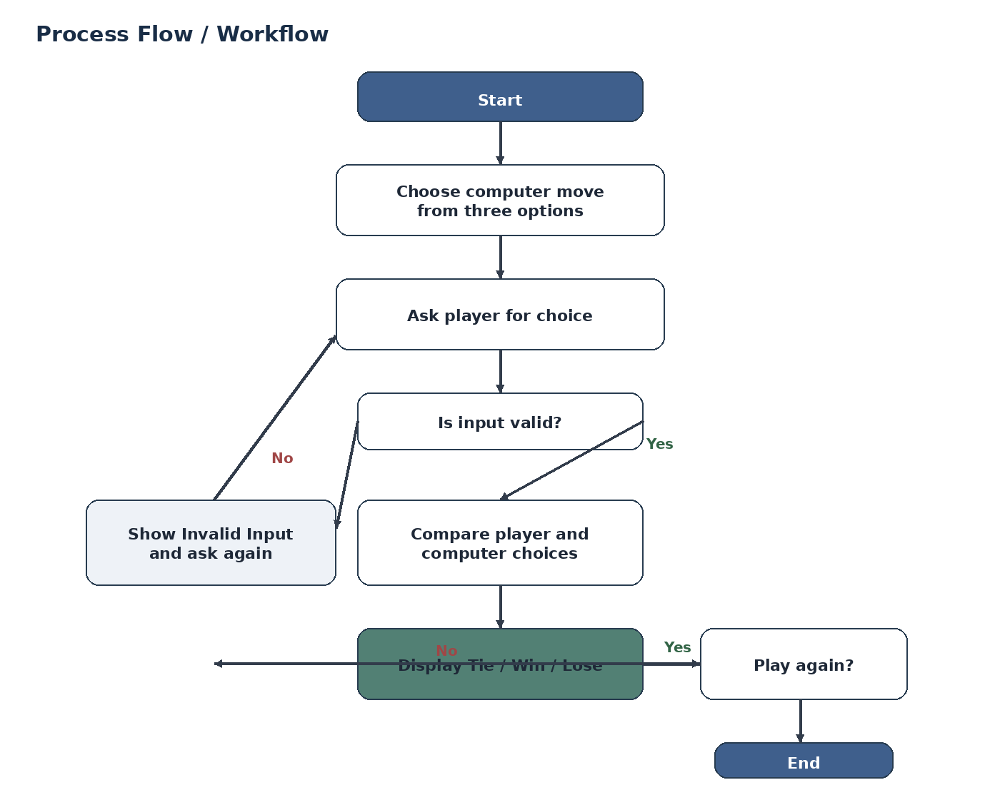 Process Flow / Workflow
Start
Choose computer move
from three options
Ask player for choice
Is input valid?
Yes
No
Show Invalid Input
and ask again
Compare player and
computer choices
No
Display Tie / Win / Lose
Yes
Play again?
End